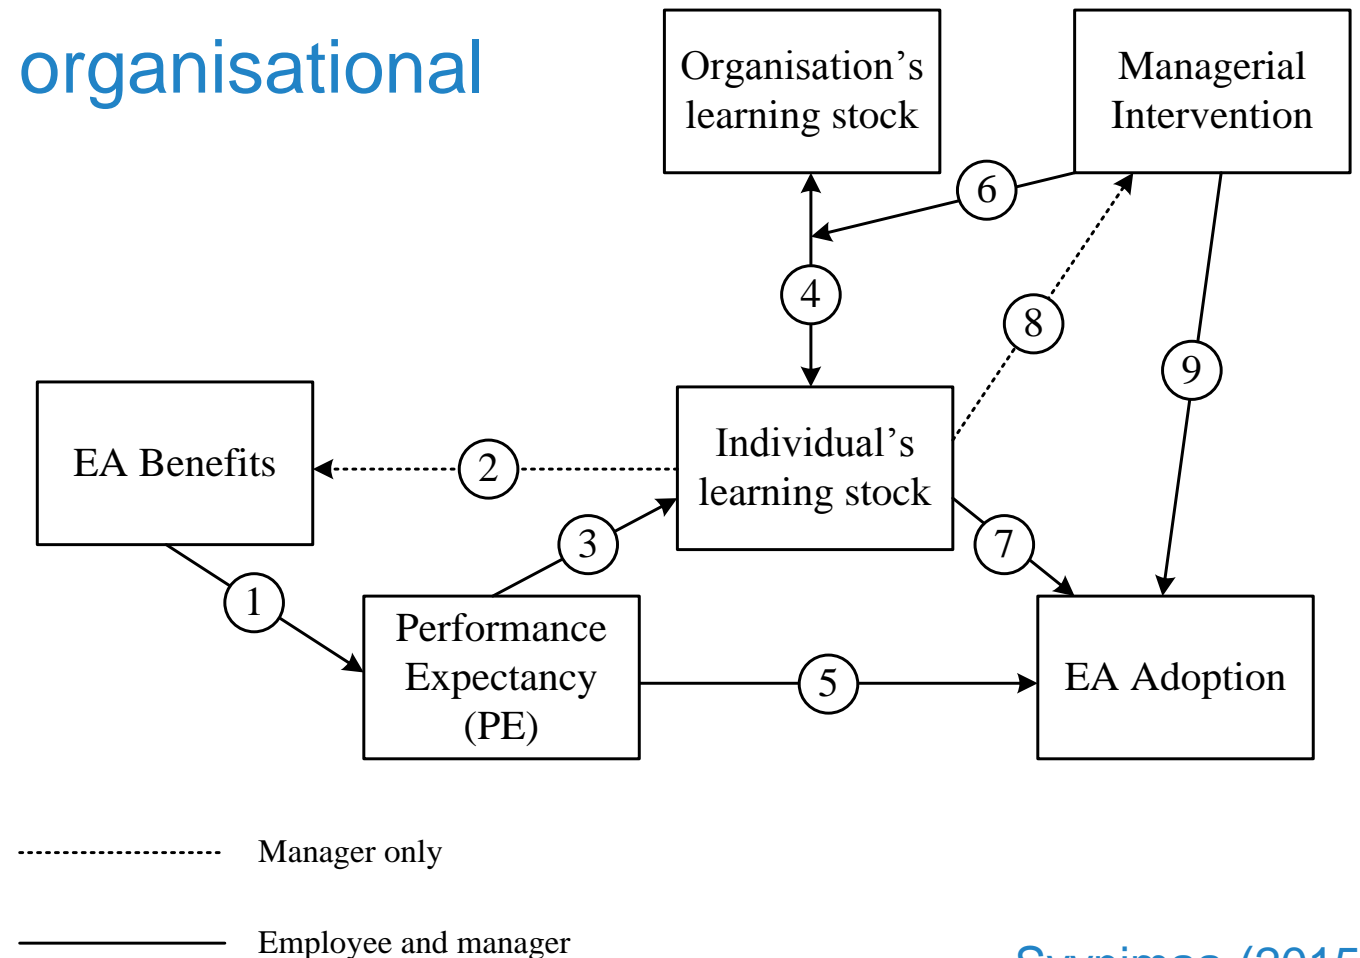 organisational
Organisation’s
learning stock
Managerial
Intervention
6
4
8
9
EA Benefits
2
Individual’s
learning stock
3
7
1
Performance
Expectancy
(PE)
5
EA Adoption
Manager only
Employee and manager
(2015